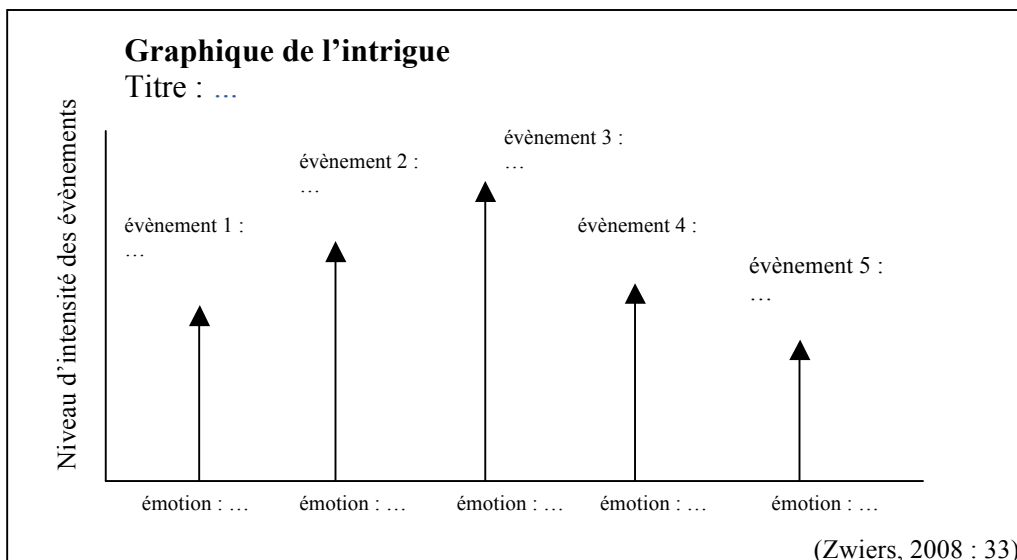 Graphique de l’intrigue
Titre : ...
Niveau d’intensité des évènements
évènement 1 :
…
évènement 2 :
…
évènement 3 :
…
évènement 4 :
évènement 5 :
…
émotion : …
émotion : …
émotion : …
émotion : …
émotion : …
(Zwiers, 2008 : 33)